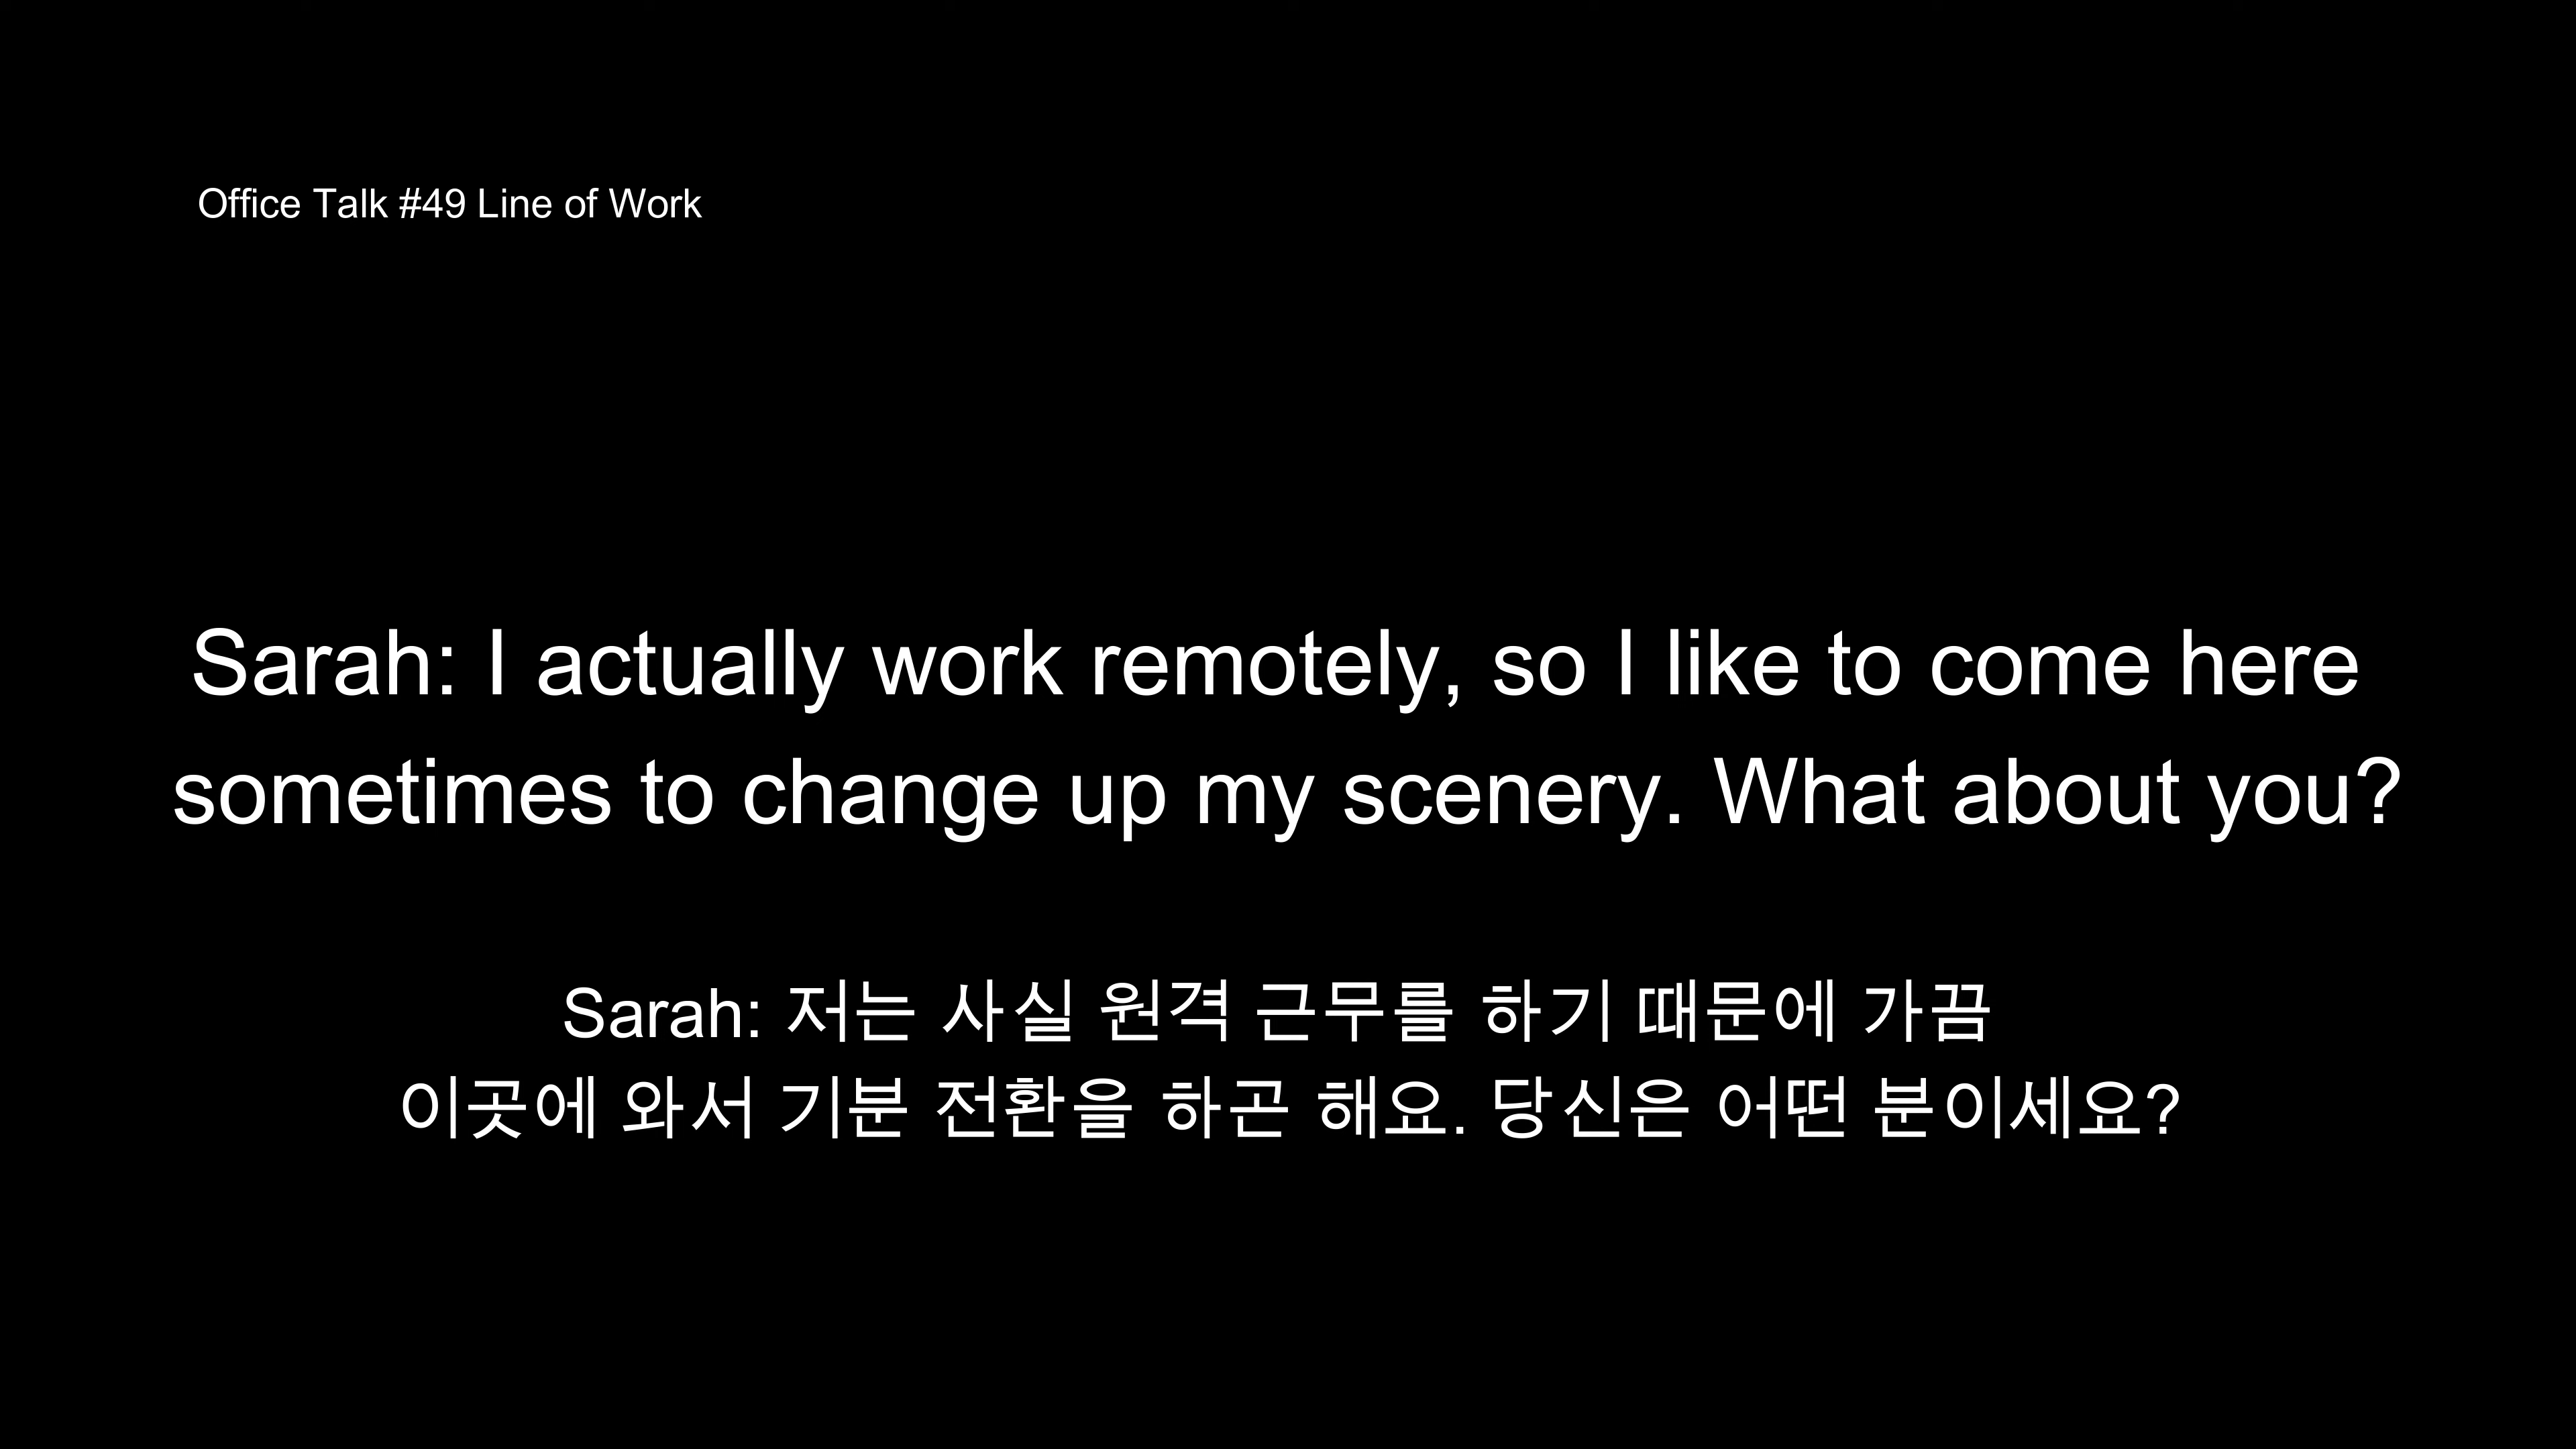 Office Talk #49 Line of Work
Sarah: I actually work remotely, so I like to come here
sometimes to change up my scenery. What about you?
Sarah: 저는 사실 원격 근무를 하기 때문에 가끔
이곳에 와서 기분 전환을 하곤 해요. 당신은 어떤 분이세요?